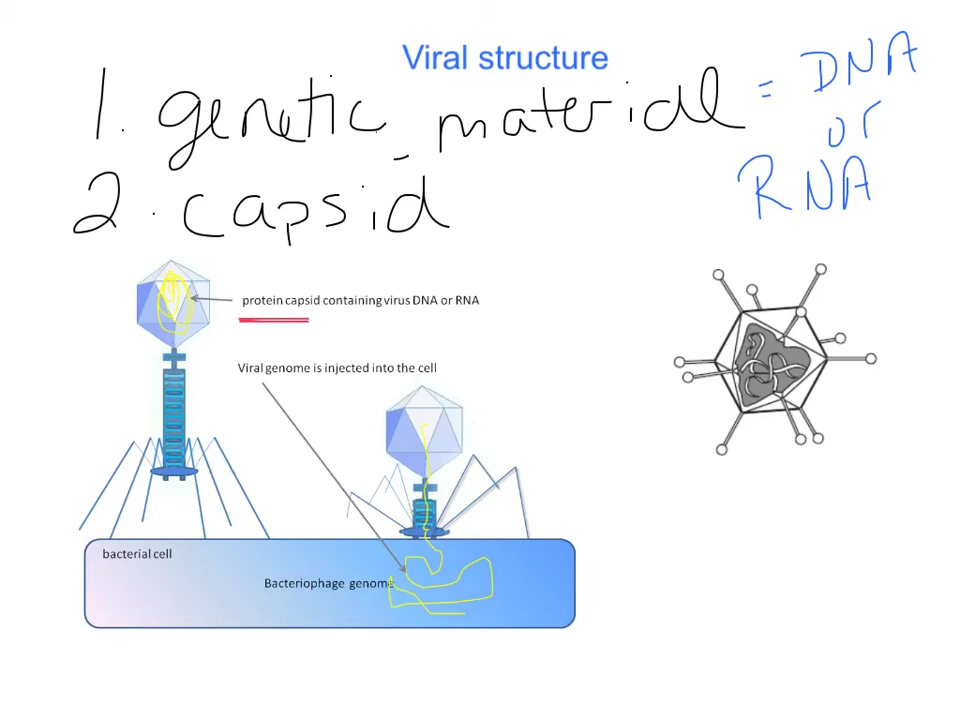 Viral structure
1. genetic material = DNA
or
RNA
2. capsid
protein capsid containing virus DNA or RNA
Viral genome is injected into the cell
bacterial cell
Bacteriophage genome